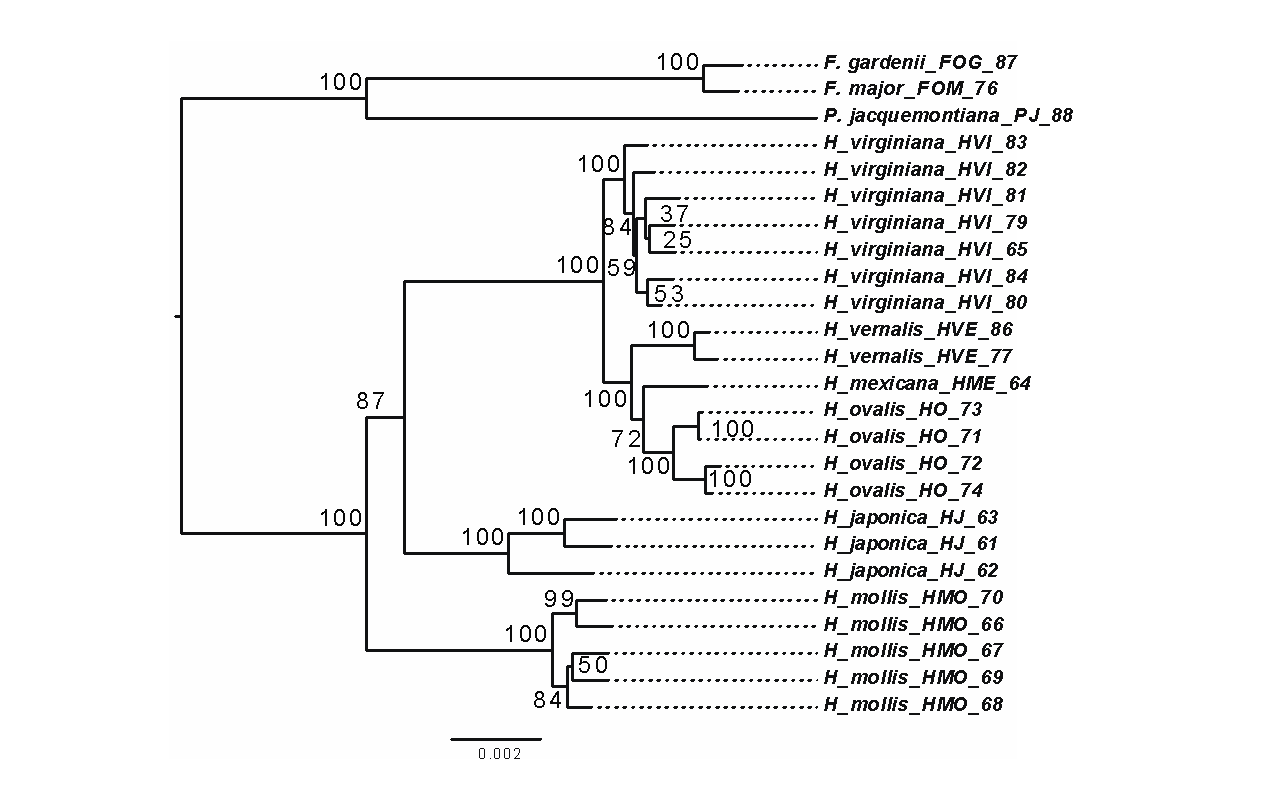 100 F. gardenii_FOG_87
100 F. major_FOM_76
P. jacquemontiana_PJ_88
H_virginiana_HVI_83
100 H_virginiana_HVI_82
H_virginiana_HVI_81
37
84 H_virginiana_HVI_79
25
H_virginiana_HVI_65
100 59 H_virginiana_HVI_84
53
H_virginiana_HVI_80
100 H_vernalis_HVE_86
H_vernalis_HVE_77
H_mexicana_HME_64
87 100 H_ovalis_HO_73
100
72 H_ovalis_HO_71
100 H_ovalis_HO_72
100
H_ovalis_HO_74
100 100 H_japonica_HJ_63
100 H_japonica_HJ_61
H_japonica_HJ_62
99 H_mollis_HMO_70
100 H_mollis_HMO_66
H_mollis_HMO_67
50
H_mollis_HMO_69
84 H_mollis_HMO_68
0.002